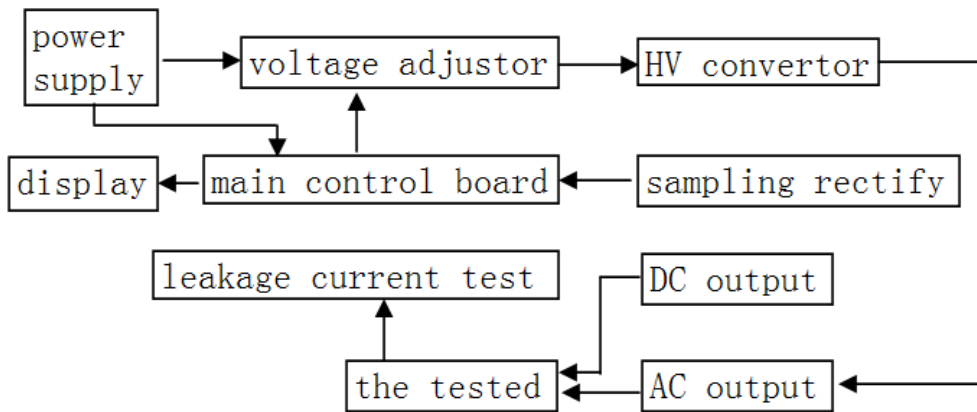 power
supply
voltage adjustor
HV convertor
display
main control board
sampling rectify
leakage current test
DC output
the tested
AC output